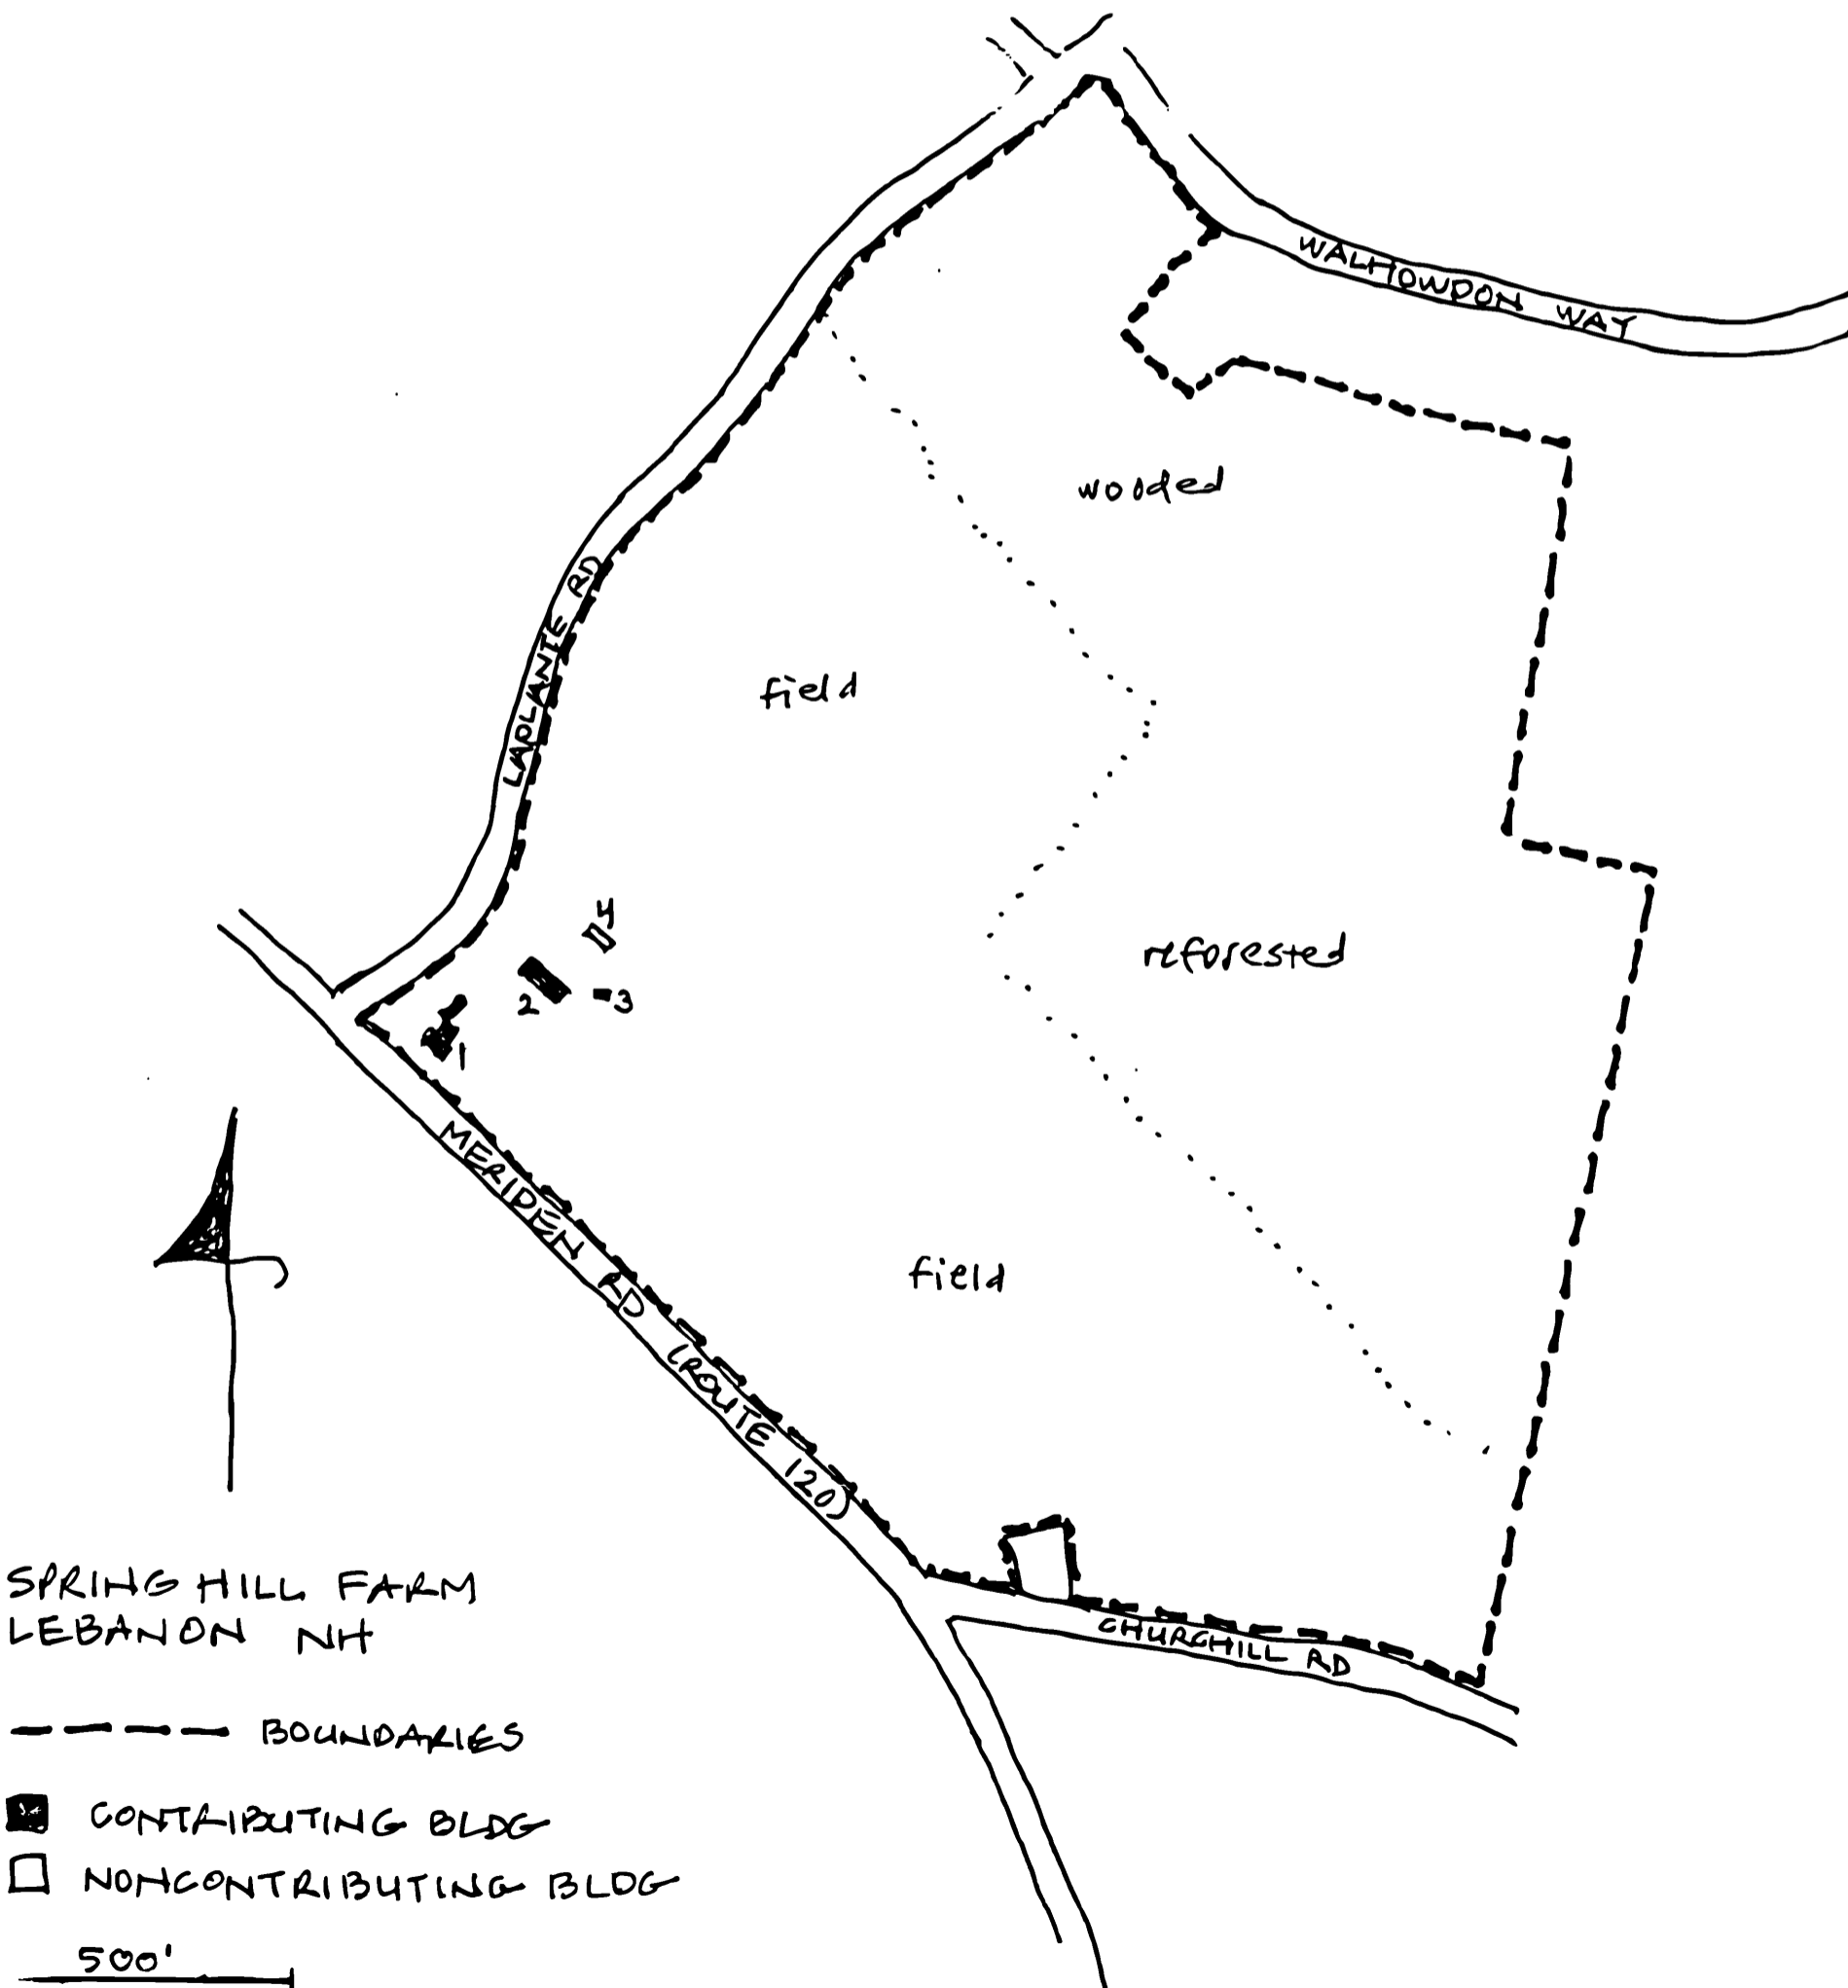 WALHOWDON WAY
wooded
LAPLANTE RD
field
4
2
3
1
reforested
MERIDEN RD (ROUTE 120)
field
CHURCHILL RD
SPRING HILL FARM
LEBANON NH
BOUNDARIES
CONTRIBUTING BLDG
NONCONTRIBUTING BLDG
500'